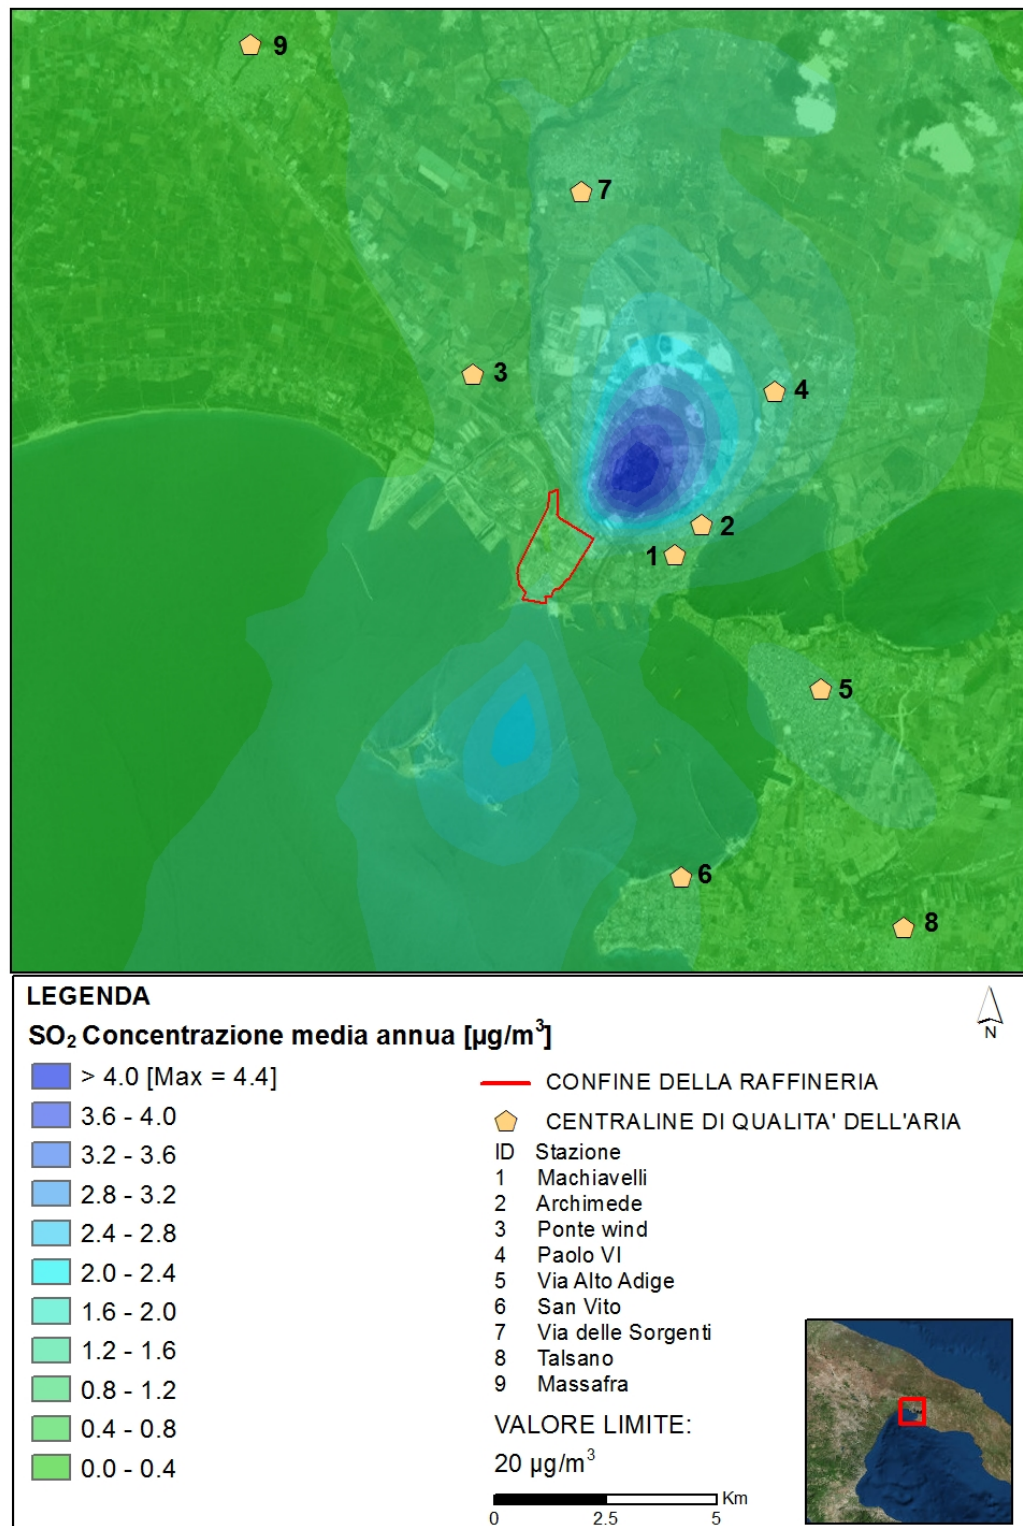 9
7
3
4
2
1
5
6
8
LEGENDA
SO₂ Concentrazione media annua [µg/m³]
> 4.0 [Max = 4.4]
3.6 - 4.0
3.2 - 3.6
2.8 - 3.2
2.4 - 2.8
2.0 - 2.4
1.6 - 2.0
1.2 - 1.6
0.8 - 1.2
0.4 - 0.8
0.0 - 0.4
N
CONFINE DELLA RAFFINERIA
CENTRALINE DI QUALITA' DELL'ARIA
ID Stazione
1 Machiavelli
2 Archimede
3 Ponte wind
4 Paolo VI
5 Via Alto Adige
6 San Vito
7 Via delle Sorgenti
8 Talsano
9 Massafra
VALORE LIMITE:
20 µg/m³
Km
0 2.5 5